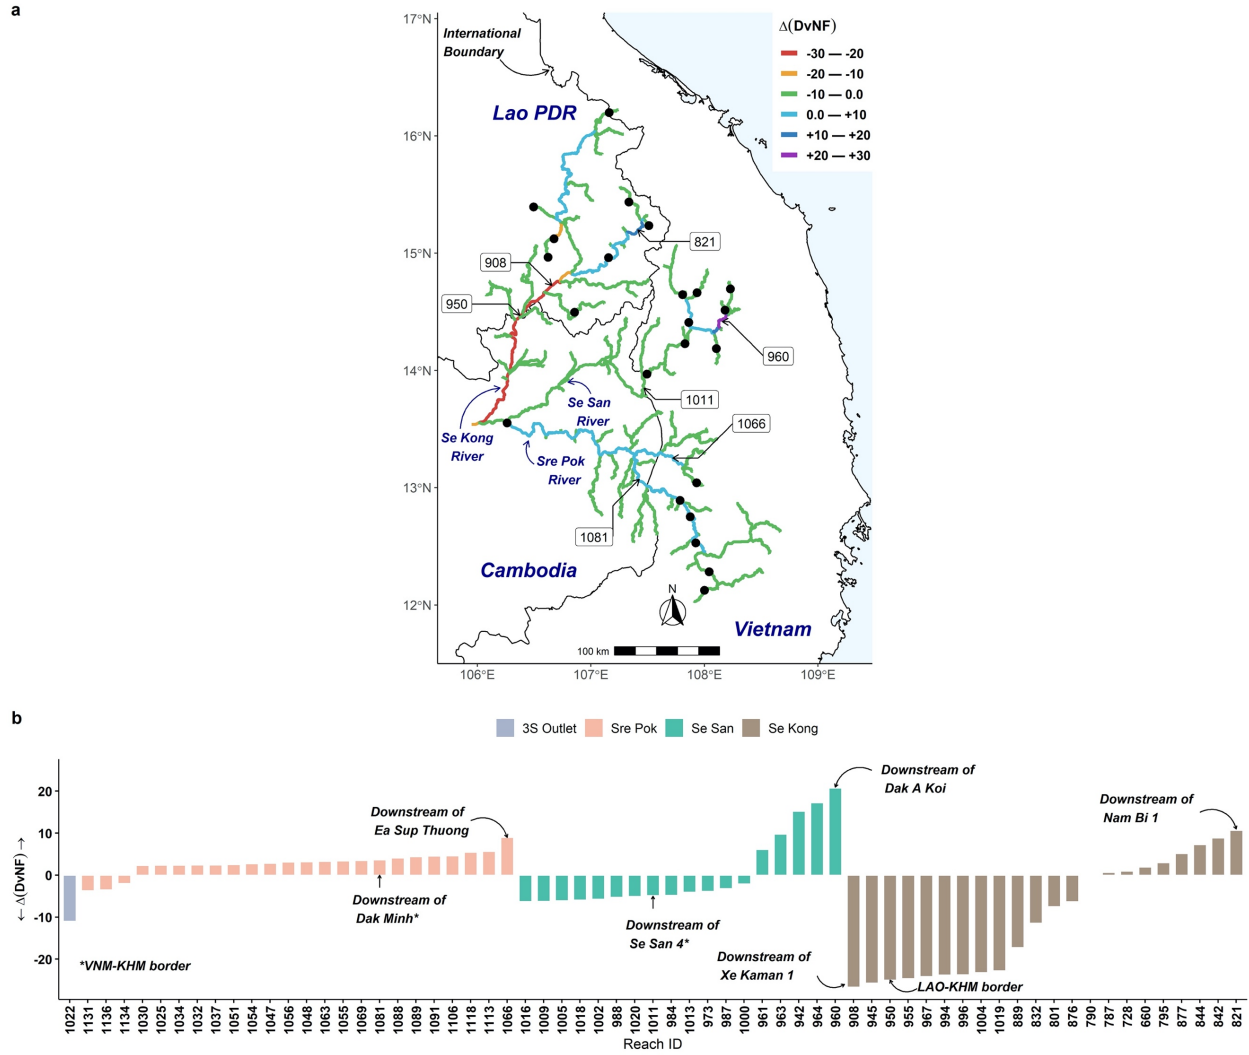 a
17°N
16°N
15°N
14°N
13°N
12°N
106°E
107°E
108°E
109°E
International
Boundary
Lao PDR
Δ(DvNF)
-30 — -20
-20 — -10
-10 — 0.0
0.0 — +10
+10 — +20
+20 — +30
821
908
950
960
1011
1066
1081
Se San
River
Se Kong
River
Sre Pok
River
Cambodia
Vietnam
N
100 km
b
3S Outlet
Sre Pok
Se San
Se Kong
← Δ(DvNF) →
20
10
0
-10
-20
Downstream of
Ea Sup Thuong
Downstream of
Dak Minh*
*VNM-KHM border
Downstream of
Se San 4*
Downstream of
Dak A Koi
Downstream of
Xe Kaman 1
LAO-KHM border
Downstream of
Nam Bi 1
1022 1131 1136 1134 1030 1025 1034 1032 1037 1051 1054 1047 1056 1048 1063 1055 1069 1081 1088 1089 1091 1106 1118 1113 1066 1016 1009 1005 1018 1002 988 1020 1011 1013 973 987 1000 961 963 942 964 960 908 945 950 955 967 994 996 1004 1019 889 832 801 876 790 787 728 660 795 877 844 842 821
Reach ID